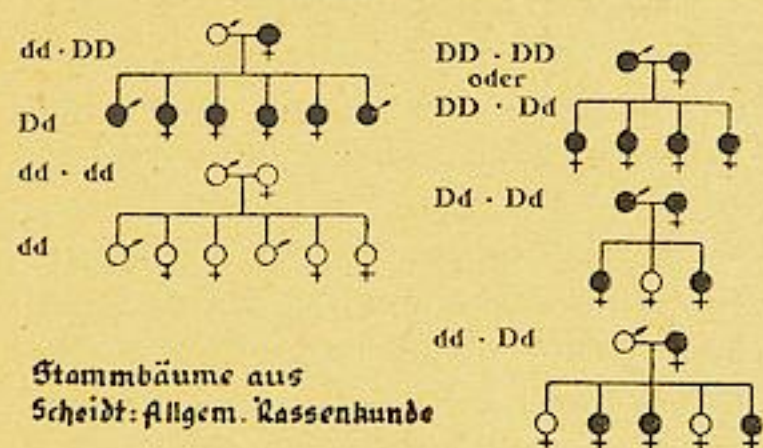 dd · DD
Dd
dd · dd
dd
DD · DD
oder
DD · Dd
Dd · Dd
dd · Dd
Stammbäume aus
Scheidt: Allgem. Rassenkunde